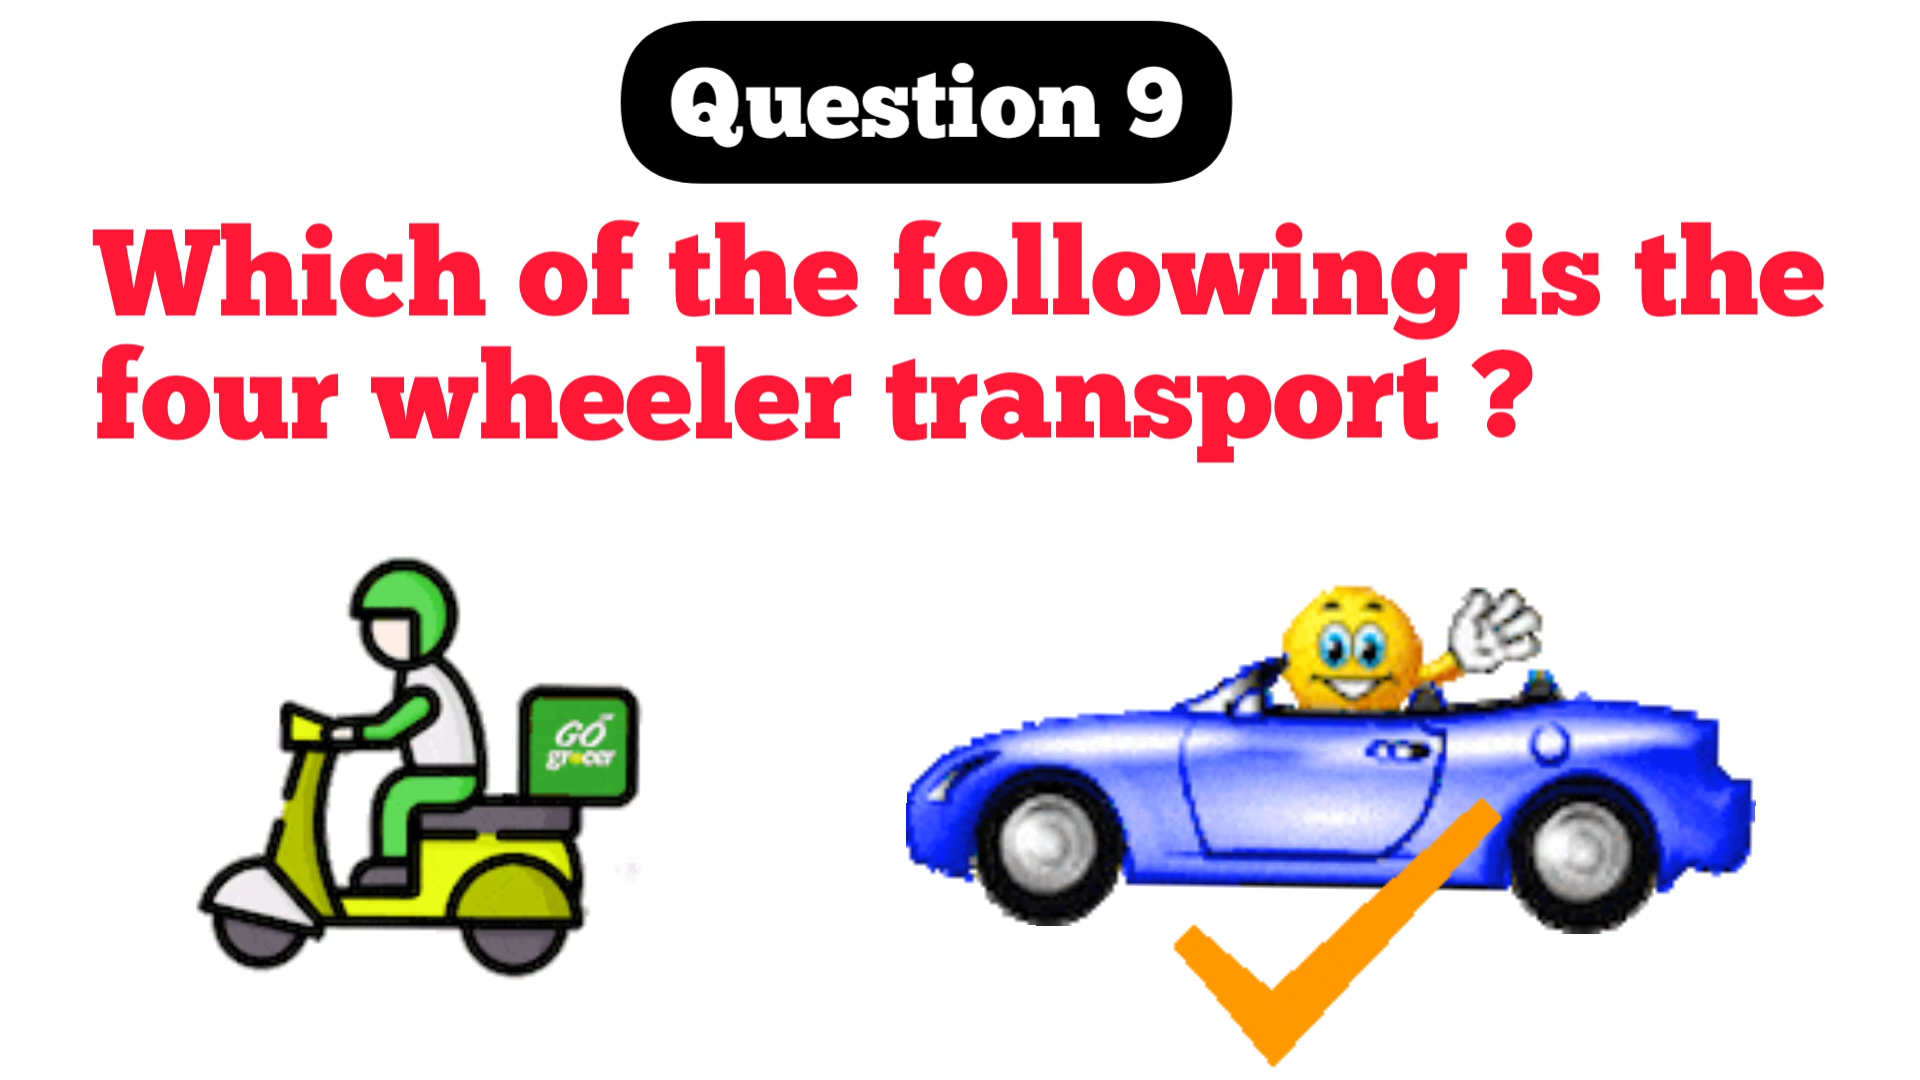 Question 9
Which of the following is the
four wheeler transport ?
GO
grocer